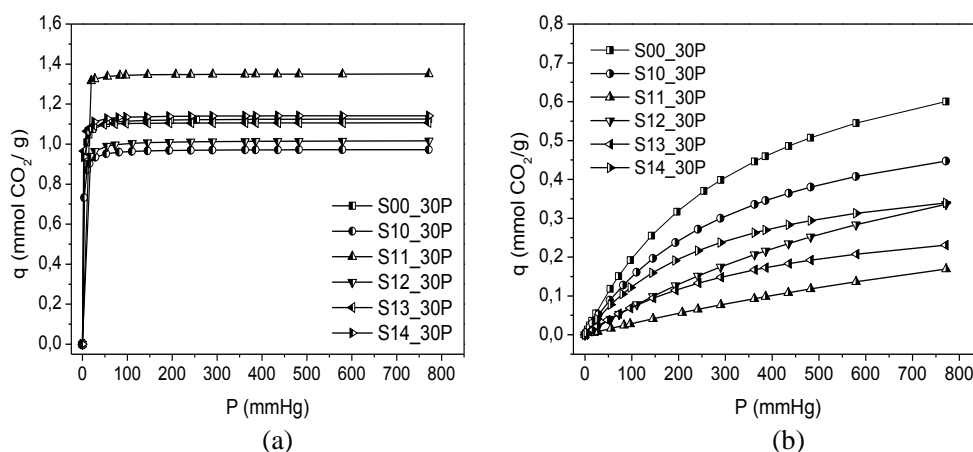 1,6
1,4
1,2
1,0
0,8
0,6
0,4
0,2
0,0
q (mmol CO2/ g)
0 100 200 300 400 500 600 700 800
P (mmHg)
S00_30P
S10_30P
S11_30P
S12_30P
S13_30P
S14_30P
(a)
0,8
0,7
0,6
0,5
0,4
0,3
0,2
0,1
0,0
q (mmol CO2/g)
0 100 200 300 400 500 600 700 800
P (mmHg)
S00_30P
S10_30P
S11_30P
S12_30P
S13_30P
S14_30P
(b)